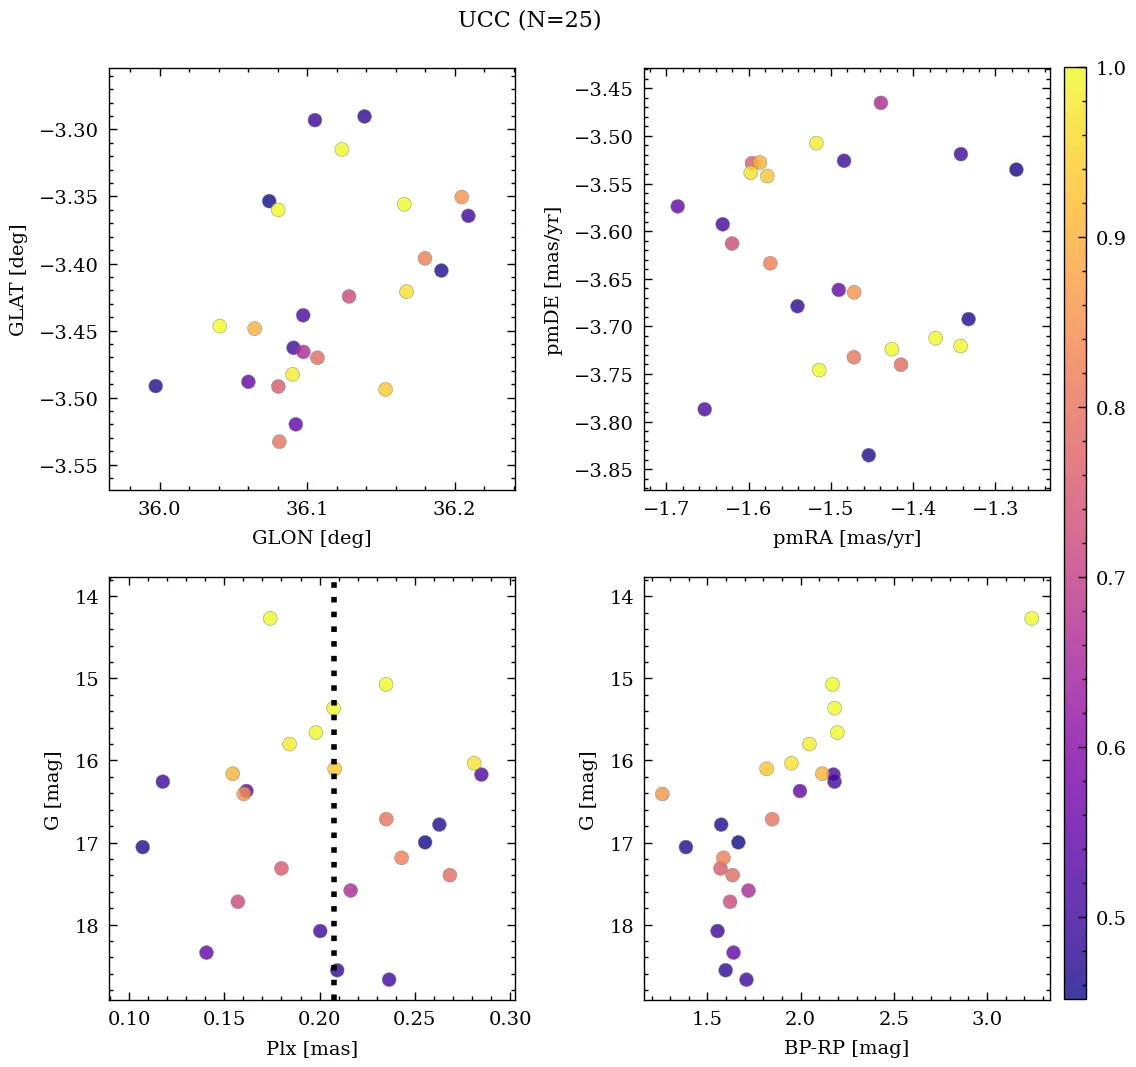 UCC (N=25)
−3.30
−3.35
−3.40
−3.45
−3.50
−3.55
GLAT [deg]
36.0 36.1 36.2
GLON [deg]
−3.45
−3.50
−3.55
−3.60
−3.65
−3.70
−3.75
−3.80
−3.85
pmDE [mas/yr]
−1.7 −1.6 −1.5 −1.4 −1.3
pmRA [mas/yr]
14
15
16
17
18
G [mag]
0.10 0.15 0.20 0.25 0.30
Plx [mas]
14
15
16
17
18
G [mag]
1.5 2.0 2.5 3.0
BP-RP [mag]
1.0
0.9
0.8
0.7
0.6
0.5